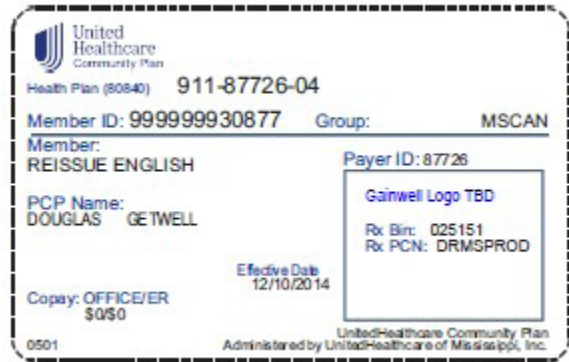 United
Healthcare
Community Plan
Health Plan (80840) 911-87726-04
Member ID: 999999930877 Group: MSCAN
Member:
REISSUE ENGLISH
Payer ID: 87726
PCP Name:
DOUGLAS GETWELL
Gainwell Logo TBD
Rx Bin: 025151
Rx PCN: DRMSPROD
Effective Date
12/10/2014
Copay: OFFICE/ER
$0/$0
UnitedHealthcare Community Plan
0501 Administered by UnitedHealthcare of Mississippi, Inc.